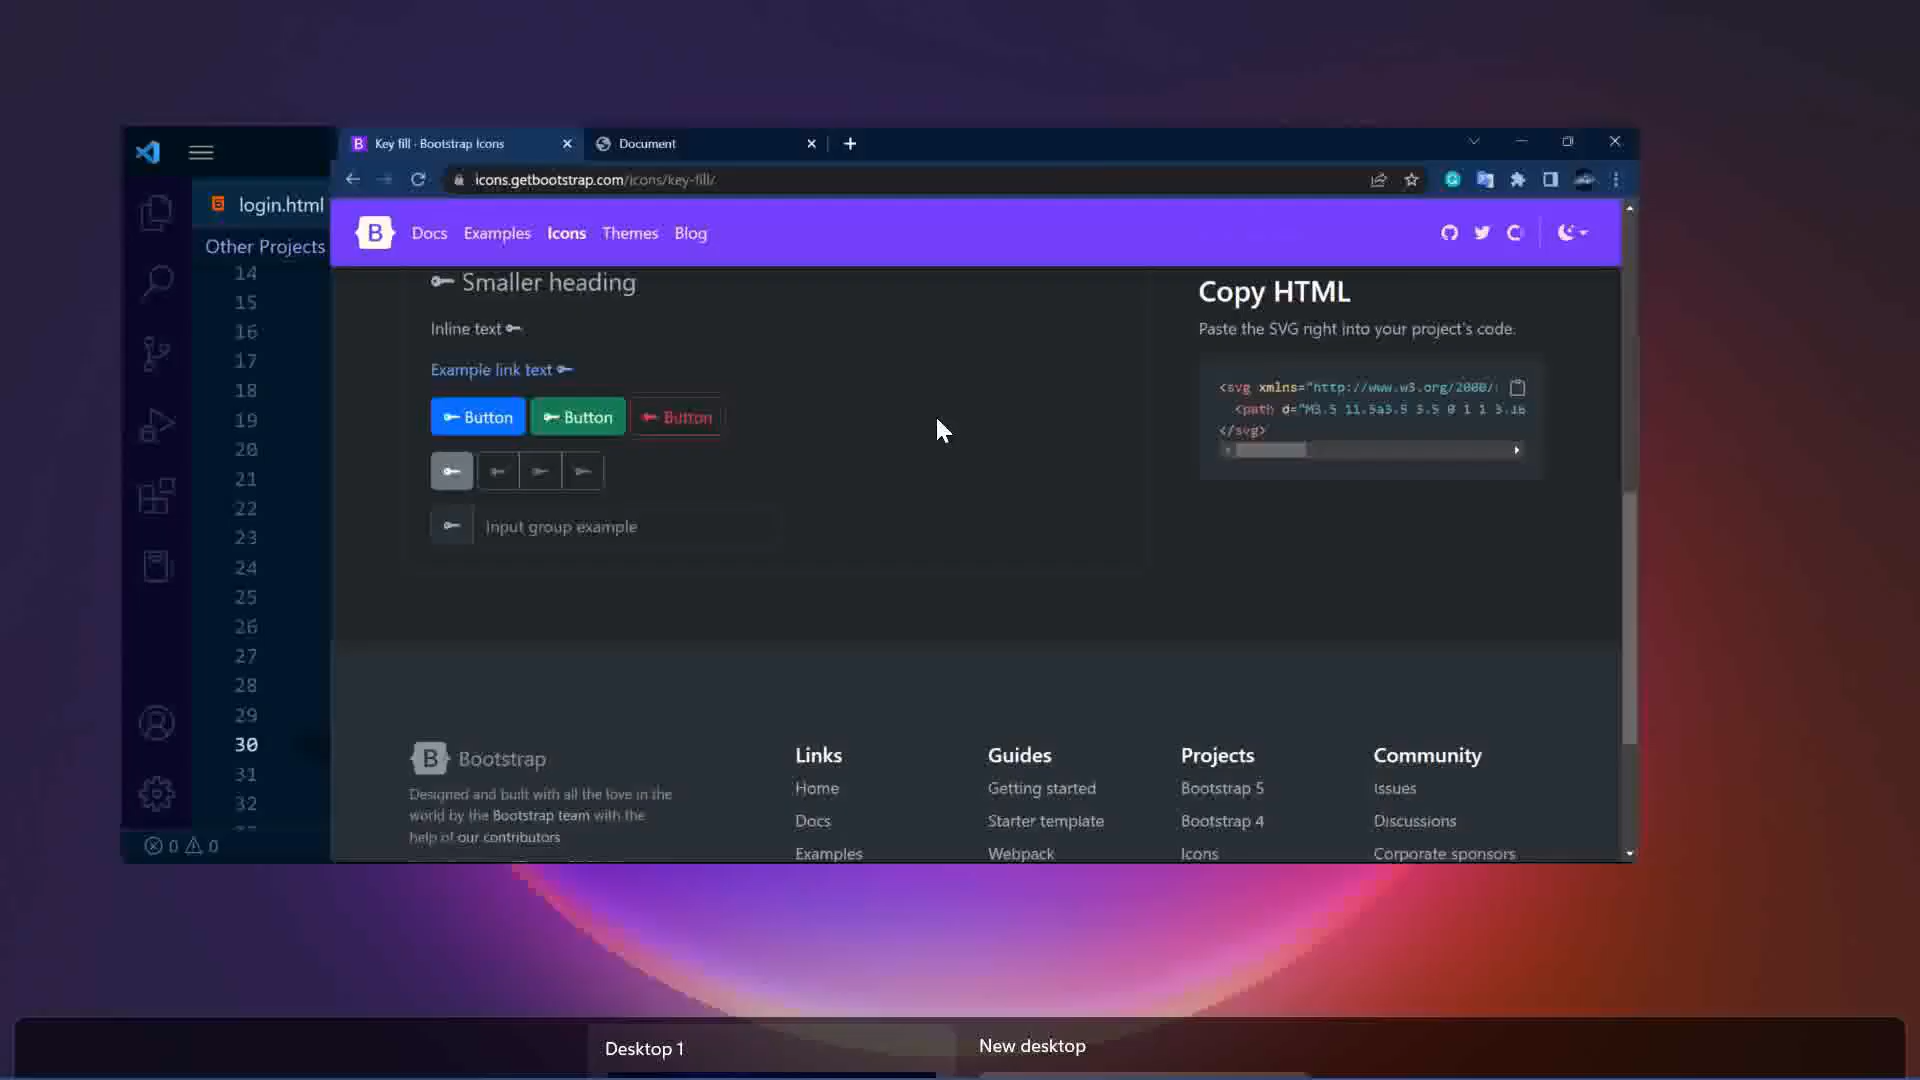 Key fill · Bootstrap Icons
Document
icons.getbootstrap.com/icons/key-fill/
login.html
Other Projects
14
15
16
17
18
19
20
21
22
23
24
25
26
27
28
29
30
31
32
0 0
B Docs Examples Icons Themes Blog
Smaller heading
Inline text
Example link text
Button Button Button
Input group example
Copy HTML
Paste the SVG right into your project's code.
<svg xmlns="http://www.w3.org/2000/
<path d="M3.5 11.5a3.5 3.5 0 1 1 3.16
</svg>
B Bootstrap
Designed and built with all the love in the
world by the Bootstrap team with the
help of our contributors
Links
Home
Docs
Examples
Guides
Getting started
Starter template
Webpack
Projects
Bootstrap 5
Bootstrap 4
Icons
Community
Issues
Discussions
Corporate sponsors
Desktop 1
New desktop